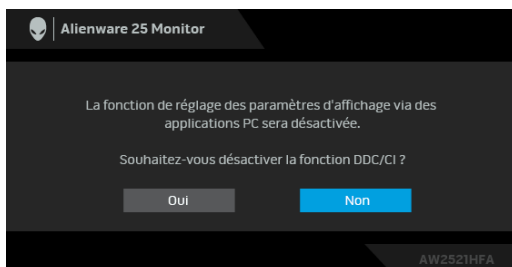 Alienware 25 Monitor
La fonction de réglage des paramètres d'affichage via des
applications PC sera désactivée.
Souhaitez-vous désactiver la fonction DDC/CI ?
Oui
Non
AW2521HFA